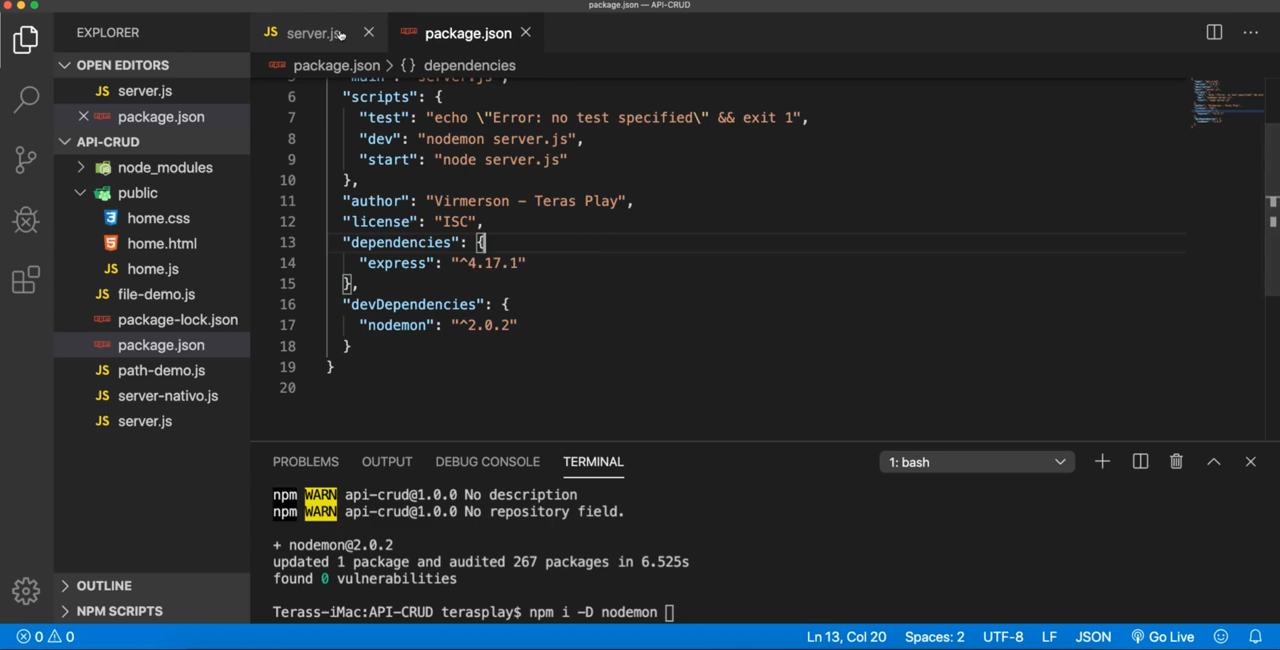 package.json — API-CRUD
EXPLORER
JS server.js
package.json
OPEN EDITORS
JS server.js
package.json
API-CRUD
node_modules
public
home.css
home.html
JS home.js
JS file-demo.js
package-lock.json
package.json
JS path-demo.js
JS server-nativo.js
JS server.js
OUTLINE
NPM SCRIPTS
package.json > {} dependencies
6 "scripts": {
7 "test": "echo \"Error: no test specified\" && exit 1",
8 "dev": "nodemon server.js",
9 "start": "node server.js"
10 },
11 "author": "Virmerson - Teras Play",
12 "license": "ISC",
13 "dependencies": {
14 "express": "^4.17.1"
15 },
16 "devDependencies": {
17 "nodemon": "^2.0.2"
18 }
19 }
20
PROBLEMS OUTPUT DEBUG CONSOLE TERMINAL 1: bash
npm WARN api-crud@1.0.0 No description
npm WARN api-crud@1.0.0 No repository field.
+ nodemon@2.0.2
updated 1 package and audited 267 packages in 6.525s
found 0 vulnerabilities
Terass-iMac:API-CRUD terasplay$ npm i -D nodemon
0 0 Ln 13, Col 20 Spaces: 2 UTF-8 LF JSON Go Live